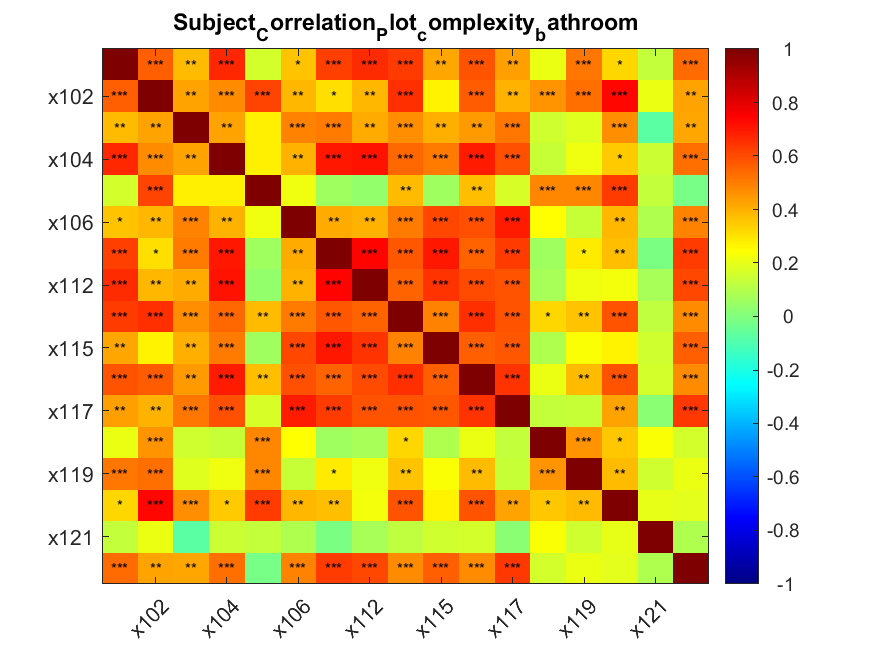 SubjectCorrelationPlotcomplexitybathroom
*** ** *** * *** *** *** ** *** ** *** * ***
x102 *** ** *** *** ** * ** *** *** ** *** *** *** **
** ** ** *** *** ** *** ** ** *** *** **
x104 *** *** ** ** *** *** *** *** *** *** * ***
*** ** ** *** *** ***
x106 * ** *** ** ** ** *** *** *** *** ** ***
*** * *** *** ** *** *** *** *** *** * ** ***
x112 *** ** ** *** ** *** *** *** *** *** ***
*** *** *** *** ** *** *** *** *** *** *** * ** *** ***
x115 ** ** *** *** *** *** *** *** *** ***
*** *** ** *** ** *** *** *** *** *** *** ** *** ***
x117 ** ** *** *** *** *** *** *** *** *** ** ***
*** *** * *** *
x119 *** *** *** * ** ** *** **
* *** *** * *** ** ** *** *** ** * **
x121
*** ** ** *** *** *** *** *** *** *** ***
x102 x104 x106 x112 x115 x117 x119 x121
1
0.8
0.6
0.4
0.2
0
-0.2
-0.4
-0.6
-0.8
-1